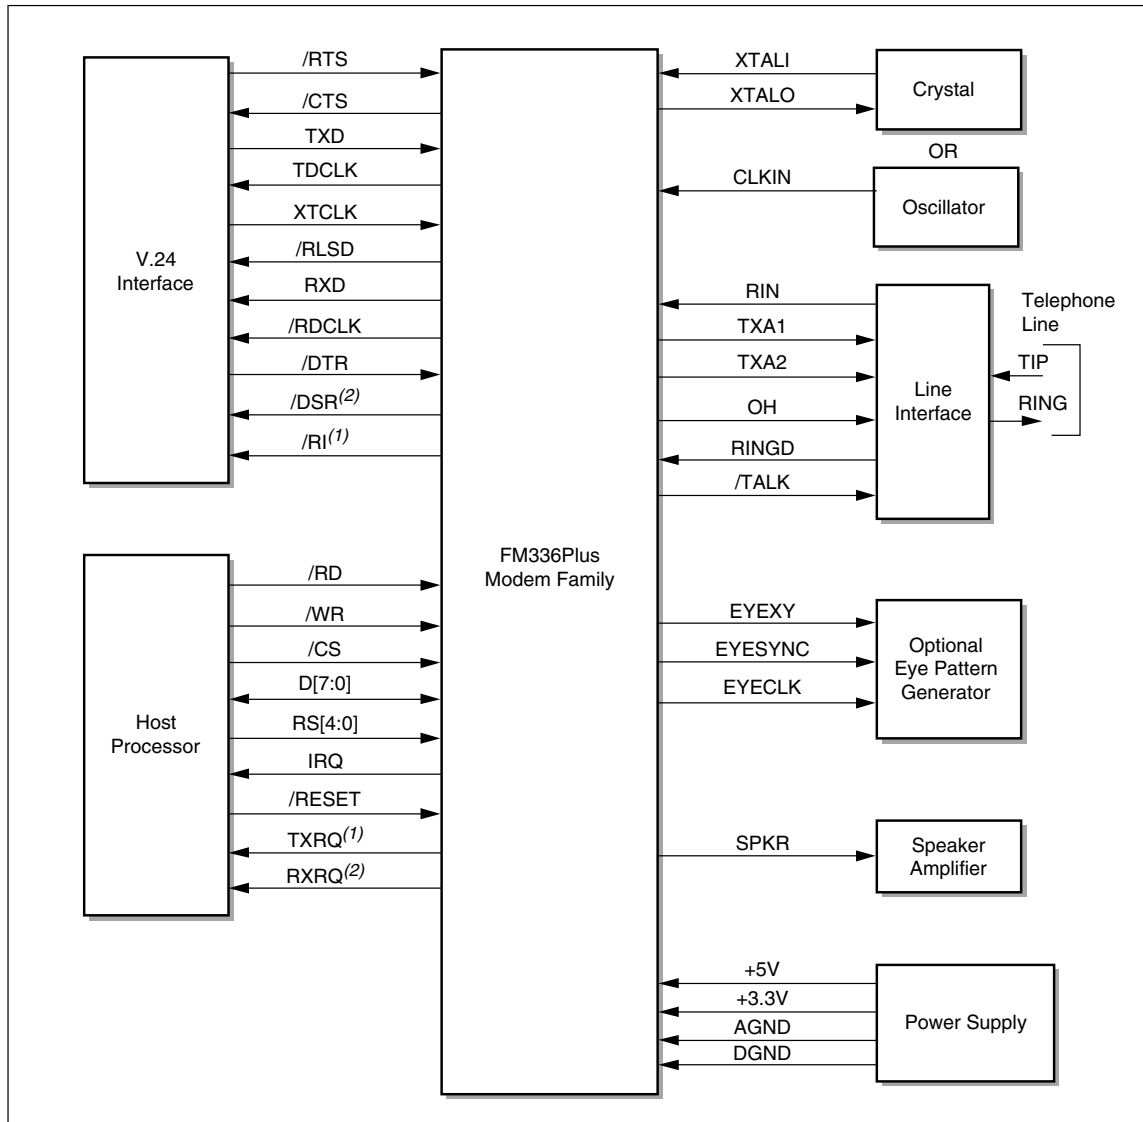 /RTS
/CTS
TXD
TDCLK
XTCLK
/RLSD
RXD
/RDCLK
/DTR
/DSR(2)
/RI(1)
V.24
Interface
/RD
/WR
/CS
D[7:0]
RS[4:0]
IRQ
/RESET
TXRQ(1)
RXRQ(2)
Host
Processor
FM336Plus
Modem Family
XTALI
XTALO
Crystal
OR
CLKIN
Oscillator
RIN
TXA1
TXA2
OH
RINGD
/TALK
Line
Interface
Telephone
Line
TIP
RING
EYEXY
EYESYNC
EYECLK
Optional
Eye Pattern
Generator
SPKR
Speaker
Amplifier
+5V
+3.3V
AGND
DGND
Power Supply